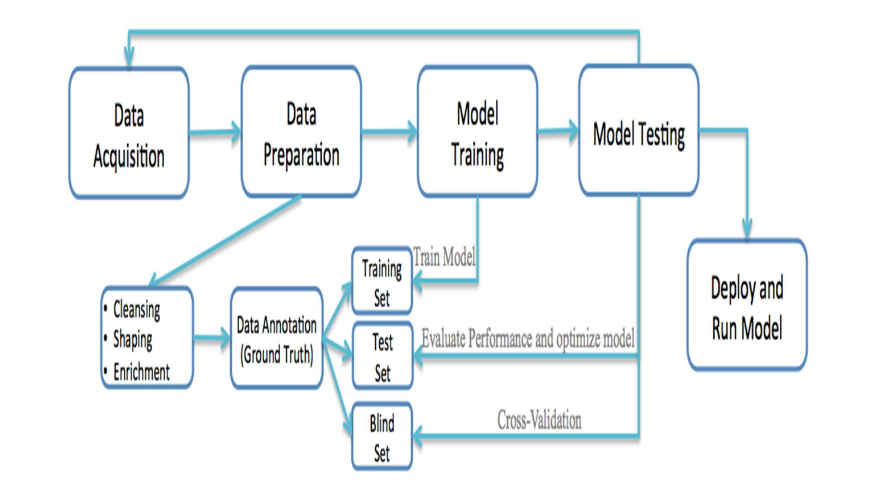 Data
Acquisition
Data
Preparation
Model
Training
Model Testing
Deploy and
Run Model
• Cleansing
• Shaping
• Enrichment
Data Annotation
(Ground Truth)
Training
Set
Test
Set
Blind
Set
Train Model
Evaluate Performance and optimize model
Cross-Validation